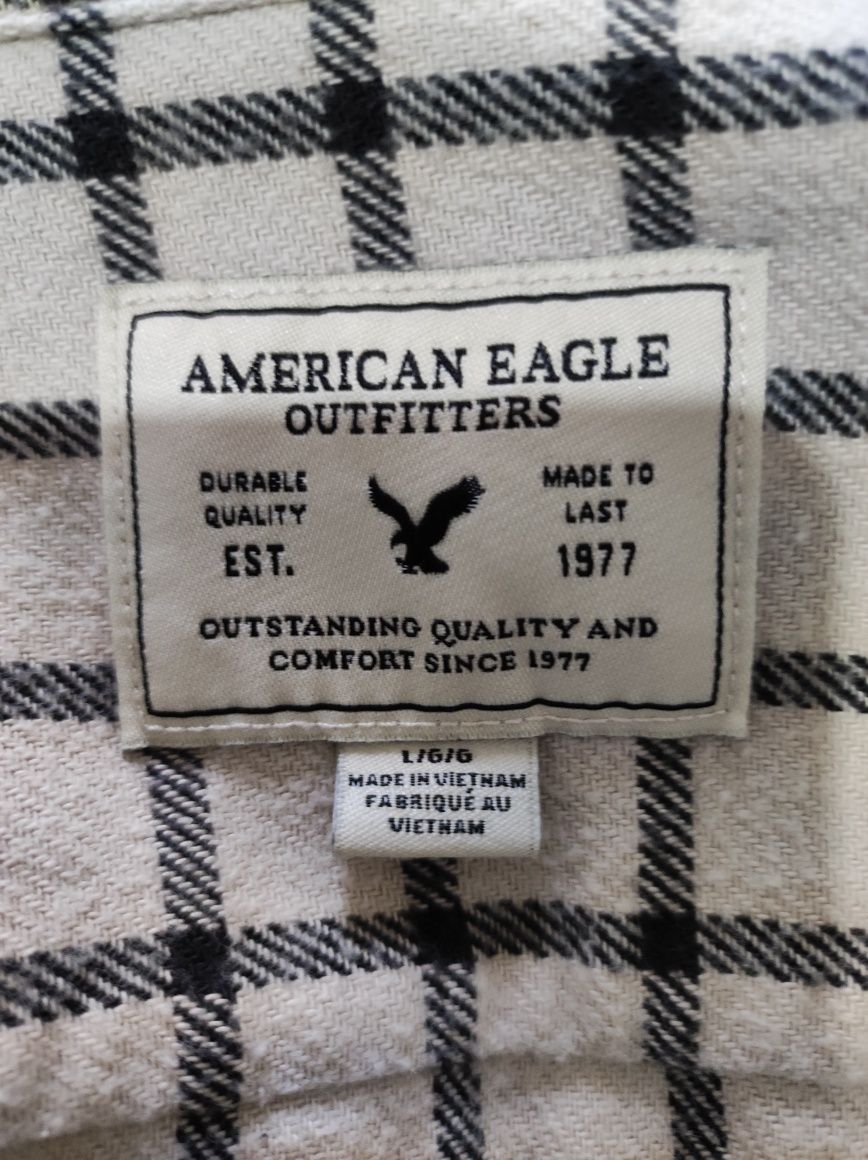 AMERICAN EAGLE
OUTFITTERS
DURABLE
QUALITY
EST.
MADE TO
LAST
1977
OUTSTANDING QUALITY AND
COMFORT SINCE 1977
L/G/G
MADE IN VIETNAM
FABRIQUÉ AU
VIETNAM